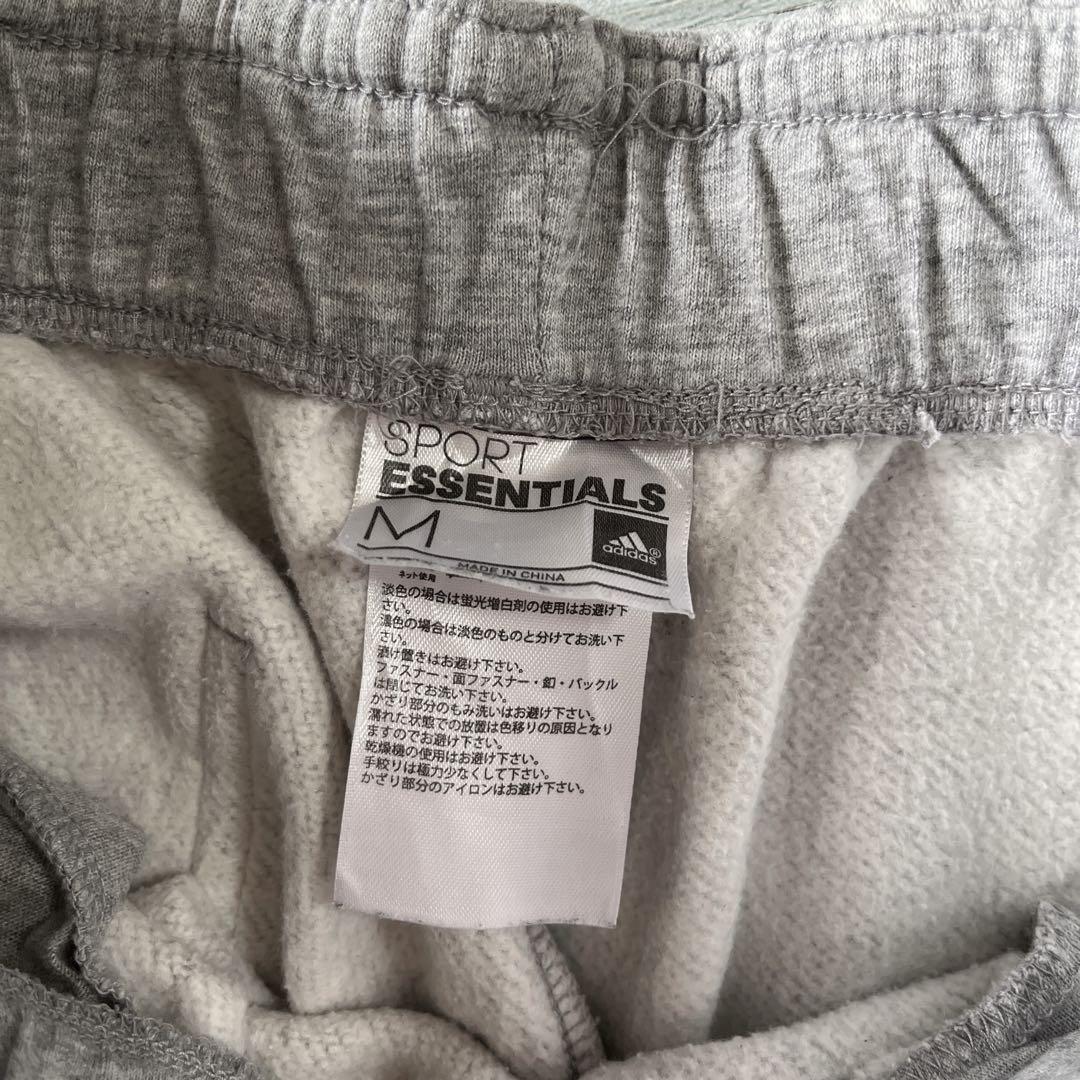 SPORT
ESSENTIALS
M
adidas®
MADE IN CHINA
ネット使用
淡色の場合は蛍光増白剤の使用はお避け下
さい。
濃色の場合は淡色のものと分けてお洗い下
さい。
漬け置きはお避け下さい。
ファスナー・面ファスナー・釦・バックル
は閉じてお洗い下さい。
かざり部分のもみ洗いはお避け下さい。
濡れた状態での放置は色移りの原因となり
ますのでお避け下さい。
乾燥機の使用はお避け下さい。
手絞りは極力少なくして下さい。
かざり部分のアイロンはお避け下さい。